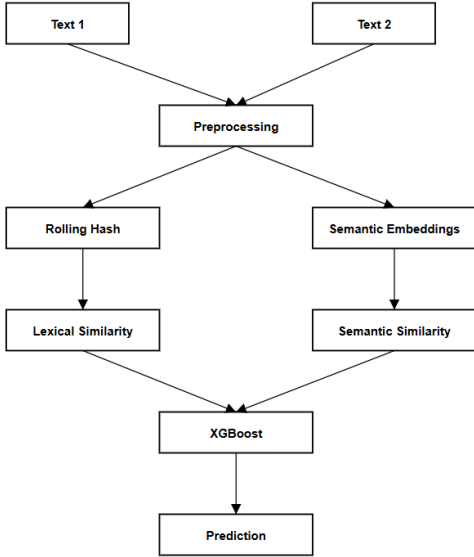 Text 1
Text 2
Preprocessing
Rolling Hash
Semantic Embeddings
Lexical Similarity
Semantic Similarity
XGBoost
Prediction